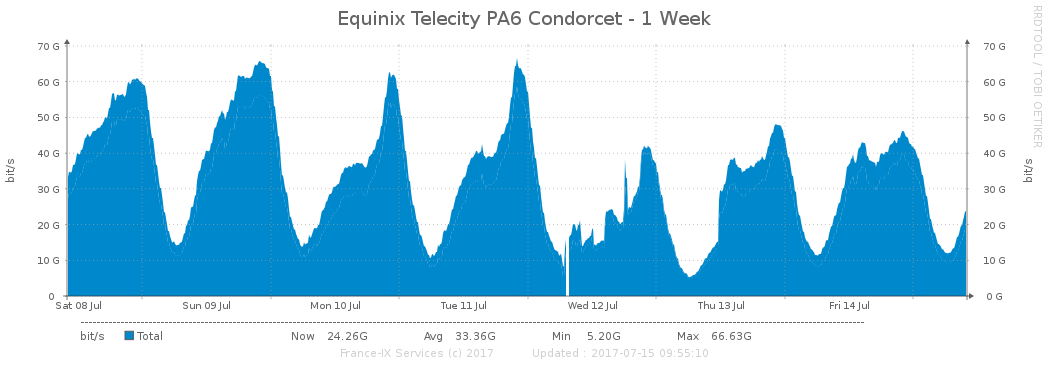 Equinix Telecity PA6 Condorcet - 1 Week
RRDTOOL / TOBI OETIKER
70 G 70 G
60 G 60 G
50 G 50 G
40 G 40 G
30 G 30 G
20 G 20 G
10 G 10 G
0 0 G
bit/s bit/s
Sat 08 Jul Sun 09 Jul Mon 10 Jul Tue 11 Jul Wed 12 Jul Thu 13 Jul Fri 14 Jul
bit/s Total Now 24.26G Avg 33.36G Min 5.20G Max 66.63G
France-IX Services (c) 2017 Updated : 2017-07-15 09:55:10